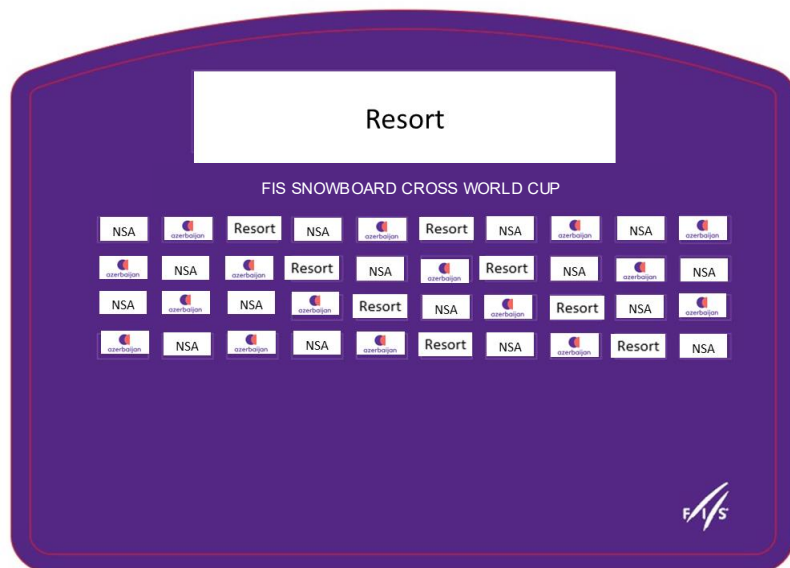 Resort
FIS SNOWBOARD CROSS WORLD CUP
NSA azerbaijan Resort NSA azerbaijan Resort NSA azerbaijan NSA azerbaijan
azerbaijan NSA azerbaijan Resort NSA azerbaijan Resort NSA azerbaijan NSA
NSA azerbaijan NSA azerbaijan Resort NSA azerbaijan Resort NSA azerbaijan
azerbaijan NSA azerbaijan NSA azerbaijan Resort NSA azerbaijan Resort NSA
F I S